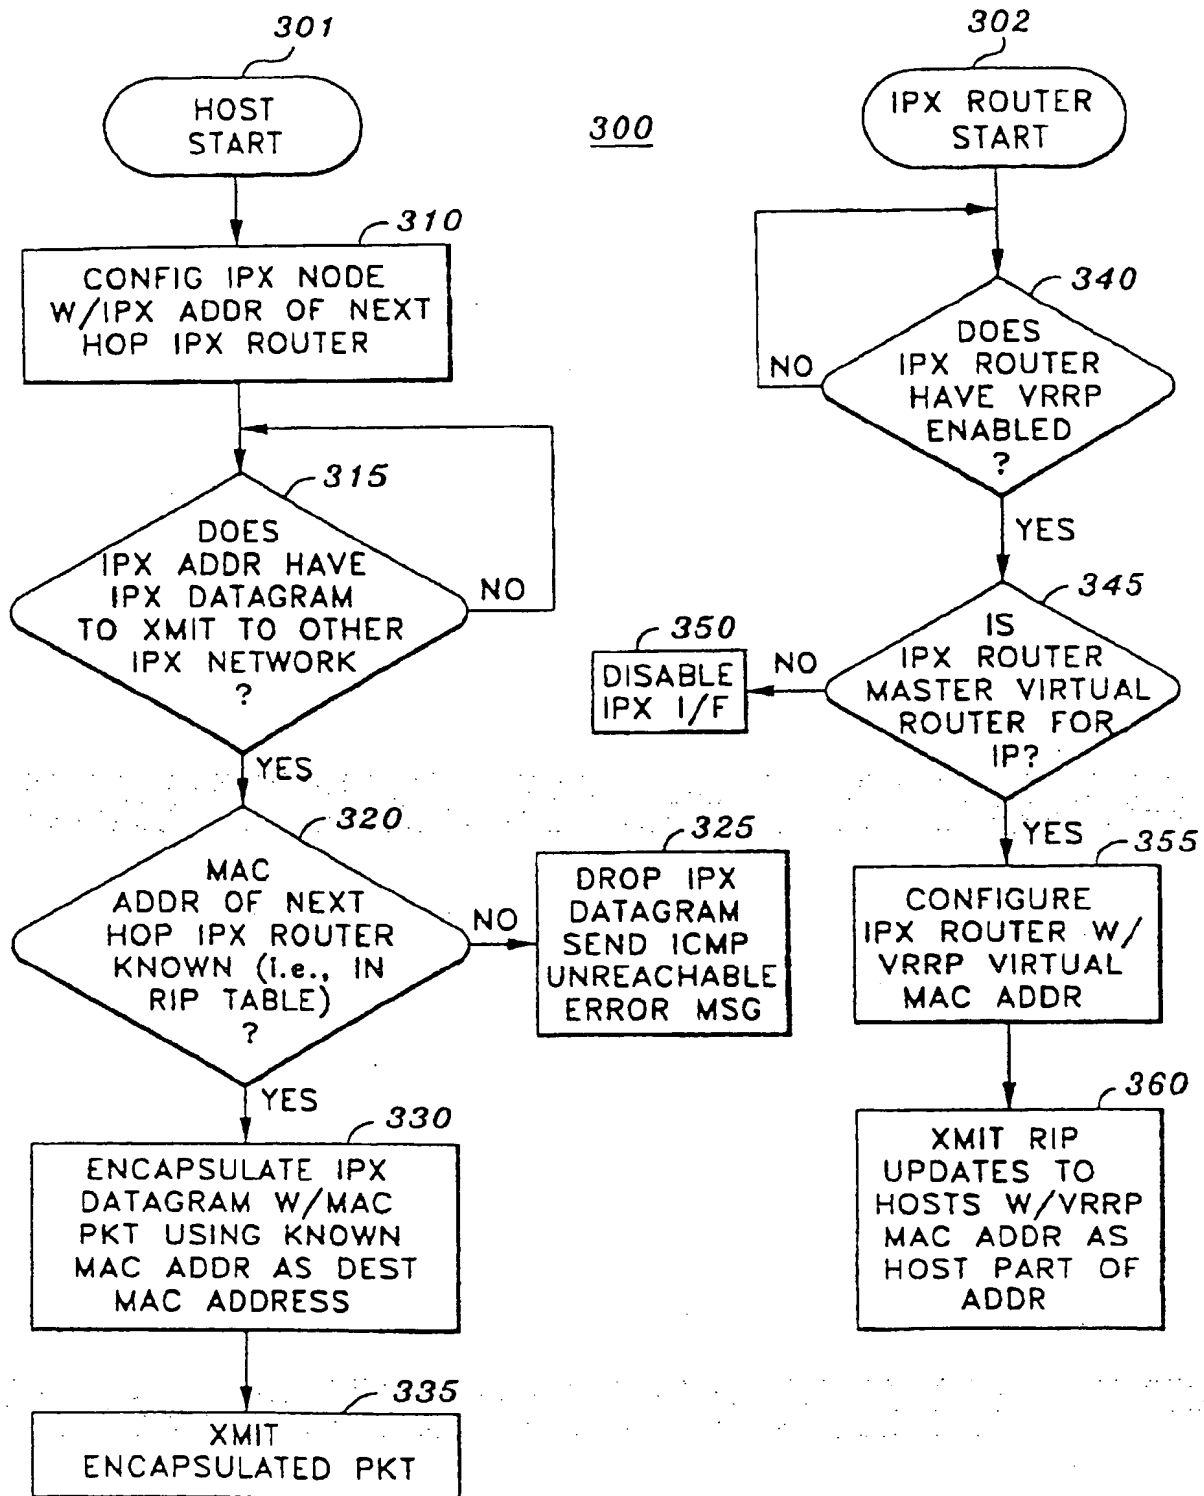 301
HOST
START
300
310
CONFIG IPX NODE
W/IPX ADDR OF NEXT
HOP IPX ROUTER
315
DOES
IPX ADDR HAVE
IPX DATAGRAM
TO XMIT TO OTHER
IPX NETWORK
?
NO
YES
320
MAC
ADDR OF NEXT
HOP IPX ROUTER
KNOWN (i.e., IN
RIP TABLE)
?
NO
325
DROP IPX
DATAGRAM
SEND ICMP
UNREACHABLE
ERROR MSG
YES
330
ENCAPSULATE IPX
DATAGRAM W/MAC
PKT USING KNOWN
MAC ADDR AS DEST
MAC ADDRESS
335
XMIT
ENCAPSULATED PKT
302
IPX ROUTER
START
340
DOES
IPX ROUTER
HAVE VRRP
ENABLED
?
NO
YES
345
IS
IPX ROUTER
MASTER VIRTUAL
ROUTER FOR
IP?
NO
350
DISABLE
IPX I/F
YES
355
CONFIGURE
IPX ROUTER W/
VRRP VIRTUAL
MAC ADDR
360
XMIT RIP
UPDATES TO
HOSTS W/VRRP
MAC ADDR AS
HOST PART OF
ADDR